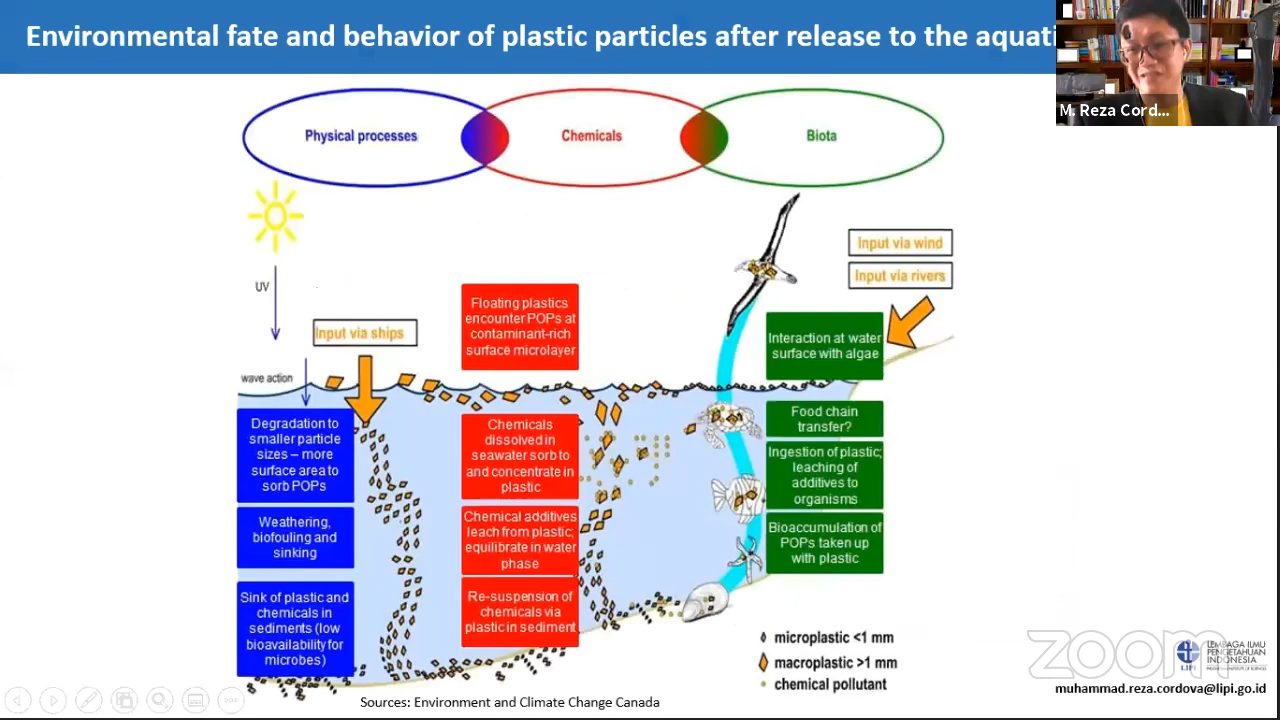 Environmental fate and behavior of plastic particles after release to the aquati
M. Reza Cord...
Physical processes
Chemicals
Biota
UV
wave action
Input via ships
Input via wind
Input via rivers
Degradation to
smaller particle
sizes – more
surface area to
sorb POPs
Weathering,
biofouling and
sinking
Sink of plastic and
chemicals in
sediments (low
bioavailability for
microbes)
Floating plastics
encounter POPs at
contaminant-rich
surface microlayer
Chemicals
dissolved in
seawater sorb to
and concentrate in
plastic
Chemical additives
leach from plastic;
equilibrate in water
phase
Re-suspension of
chemicals via
plastic in sediment
Interaction at water
surface with algae
Food chain
transfer?
Ingestion of plastic;
leaching of
additives to
organisms
Bioaccumulation of
POPs taken up
with plastic
microplastic <1 mm
macroplastic >1 mm
chemical pollutant
zoom
LIPI
LEMBAGA ILMU
PENGETAHUAN
INDONESIA
muhammad.reza.cordova@lipi.go.id
Sources: Environment and Climate Change Canada